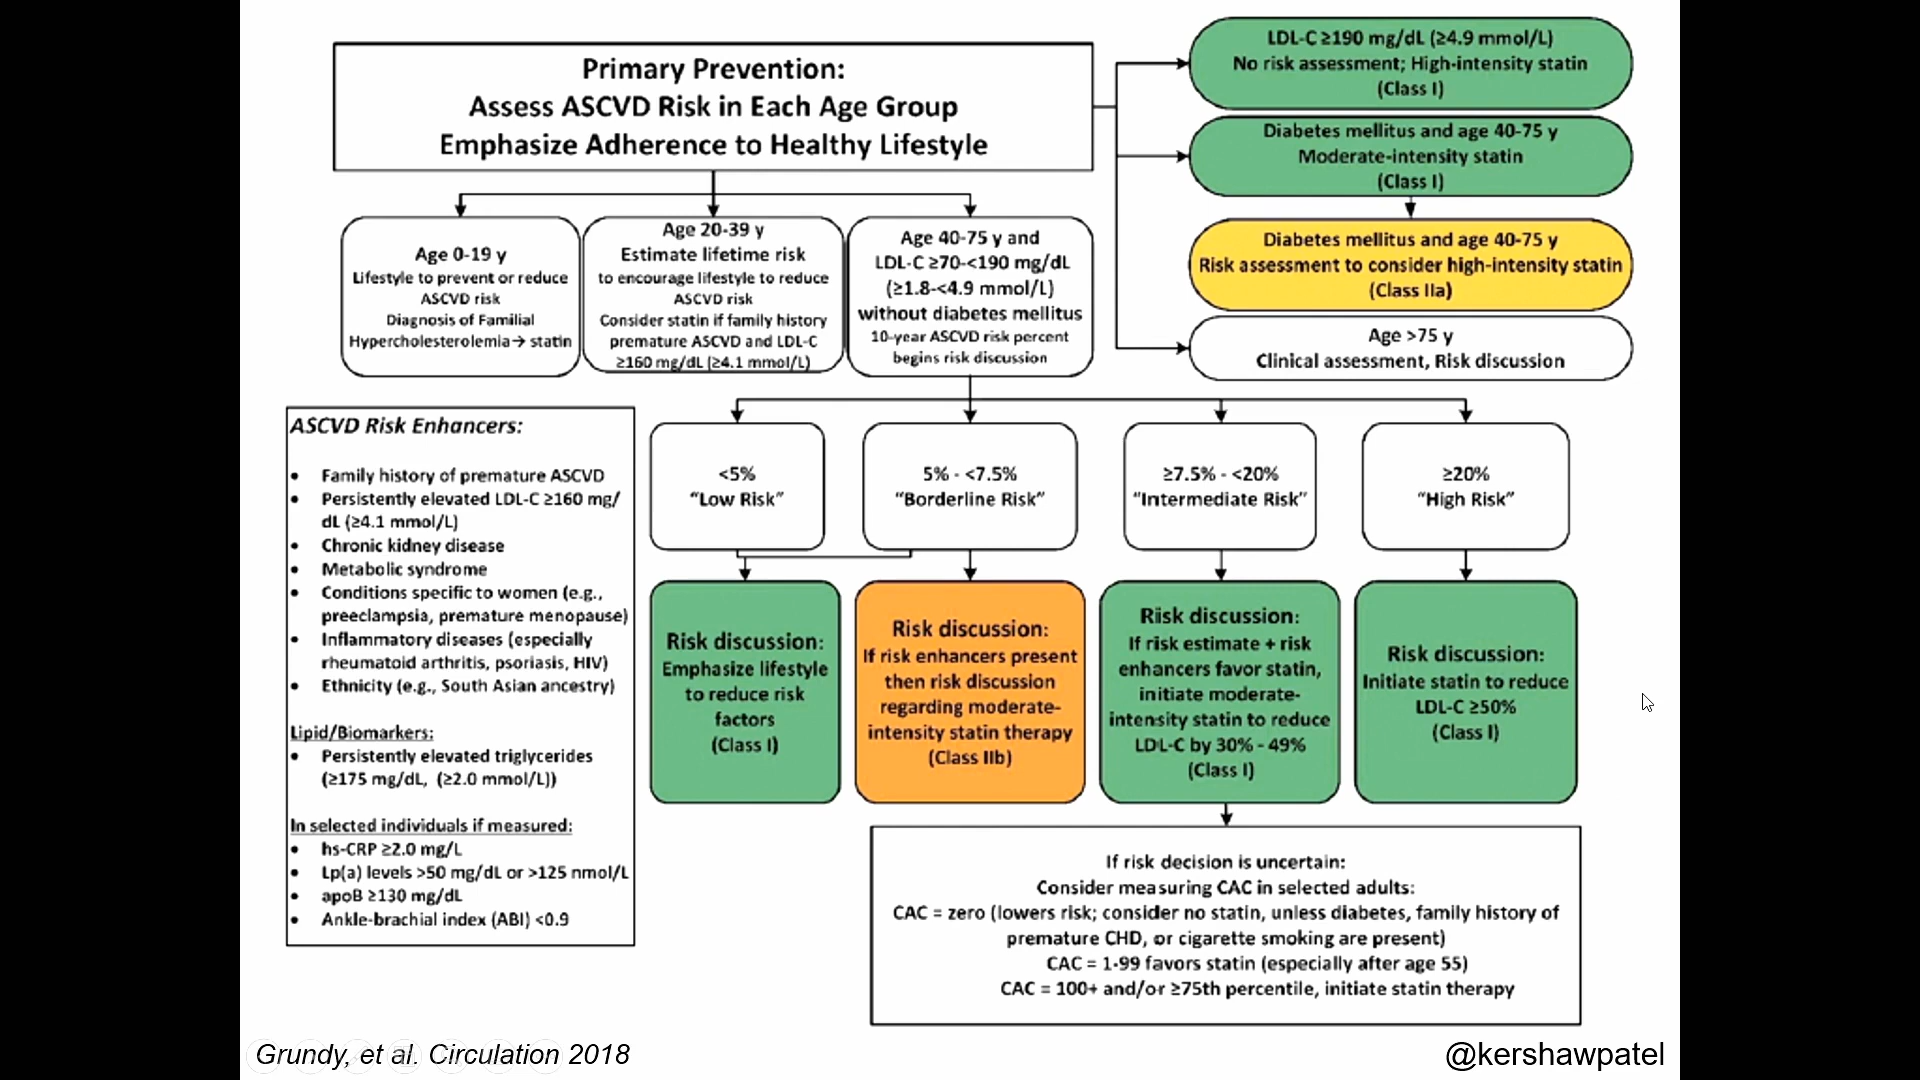 Primary Prevention:
Assess ASCVD Risk in Each Age Group
Emphasize Adherence to Healthy Lifestyle
LDL-C ≥190 mg/dL (≥4.9 mmol/L)
No risk assessment; High-intensity statin
(Class I)
Diabetes mellitus and age 40-75 y
Moderate-intensity statin
(Class I)
Diabetes mellitus and age 40-75 y
Risk assessment to consider high-intensity statin
(Class IIa)
Age >75 y
Clinical assessment, Risk discussion
Age 0-19 y
Lifestyle to prevent or reduce
ASCVD risk
Diagnosis of Familial
Hypercholesterolemia→ statin
Age 20-39 y
Estimate lifetime risk
to encourage lifestyle to reduce
ASCVD risk
Consider statin if family history
premature ASCVD and LDL-C
≥160 mg/dL (≥4.1 mmol/L)
Age 40-75 y and
LDL-C ≥70-<190 mg/dL
(≥1.8-<4.9 mmol/L)
without diabetes mellitus
10-year ASCVD risk percent
begins risk discussion
ASCVD Risk Enhancers:
• Family history of premature ASCVD
• Persistently elevated LDL-C ≥160 mg/
dL (≥4.1 mmol/L)
• Chronic kidney disease
• Metabolic syndrome
• Conditions specific to women (e.g.,
preeclampsia, premature menopause)
• Inflammatory diseases (especially
rheumatoid arthritis, psoriasis, HIV)
• Ethnicity (e.g., South Asian ancestry)
Lipid/Biomarkers:
• Persistently elevated triglycerides
(≥175 mg/dL, (≥2.0 mmol/L))
In selected individuals if measured:
• hs-CRP ≥2.0 mg/L
• Lp(a) levels >50 mg/dL or >125 nmol/L
• apoB ≥130 mg/dL
• Ankle-brachial index (ABI) <0.9
<5%
“Low Risk”
5% - <7.5%
“Borderline Risk”
≥7.5% - <20%
“Intermediate Risk”
≥20%
“High Risk”
Risk discussion:
Emphasize lifestyle
to reduce risk
factors
(Class I)
Risk discussion:
If risk enhancers present
then risk discussion
regarding moderate-
intensity statin therapy
(Class IIb)
Risk discussion:
If risk estimate + risk
enhancers favor statin,
initiate moderate-
intensity statin to reduce
LDL-C by 30% - 49%
(Class I)
Risk discussion:
Initiate statin to reduce
LDL-C ≥50%
(Class I)
If risk decision is uncertain:
Consider measuring CAC in selected adults:
CAC = zero (lowers risk; consider no statin, unless diabetes, family history of
premature CHD, or cigarette smoking are present)
CAC = 1-99 favors statin (especially after age 55)
CAC = 100+ and/or ≥75th percentile, initiate statin therapy
Grundy, et al. Circulation 2018
@kershawpatel